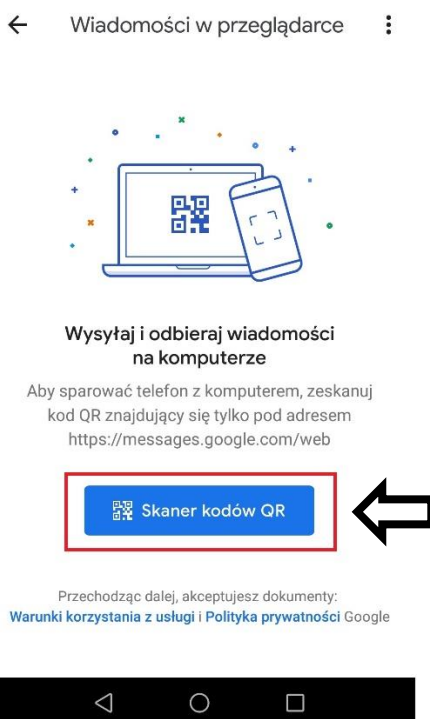 Wiadomości w przeglądarce
Wysyłaj i odbieraj wiadomości
na komputerze
Aby sparować telefon z komputerem, zeskanuj
kod QR znajdujący się tylko pod adresem
https://messages.google.com/web
Skaner kodów QR
Przechodząc dalej, akceptujesz dokumenty:
Warunki korzystania z usługi i Polityka prywatności Google